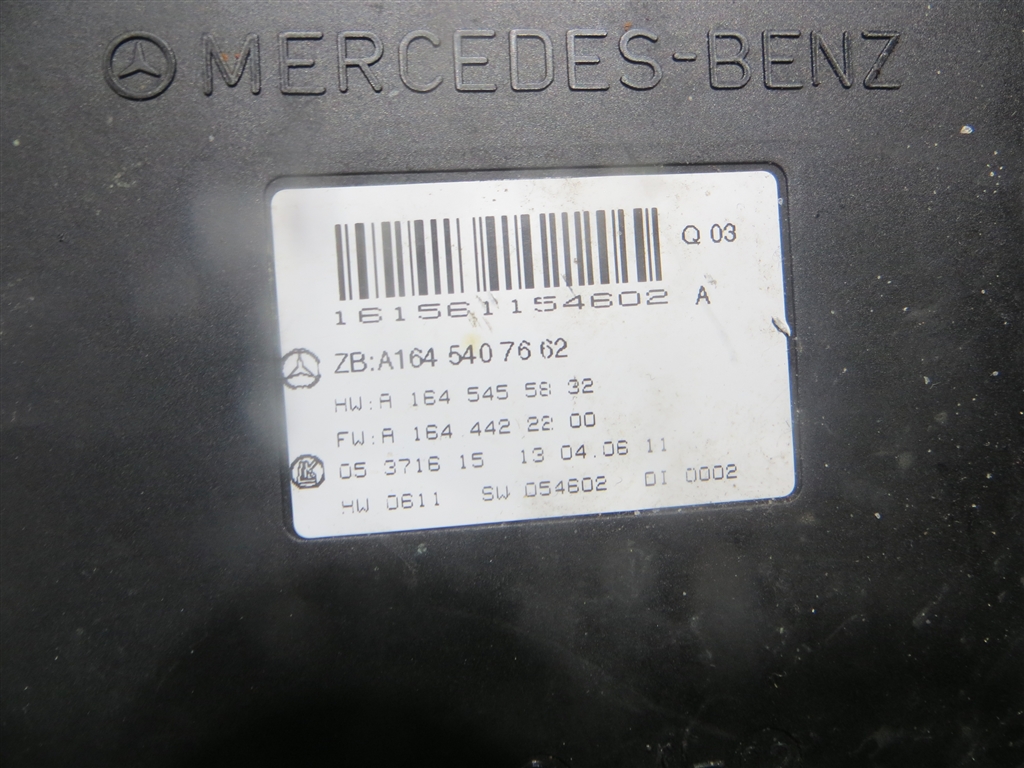 MERCEDES-BENZ
Q 03
161561154602 A
ZB:A164 540 76 62
HW:A 164 545 58 32
FW:A 164 442 22 00
LK 05 3716 15 13 04.06 11
HW 0611 SW 054602 DI 0002